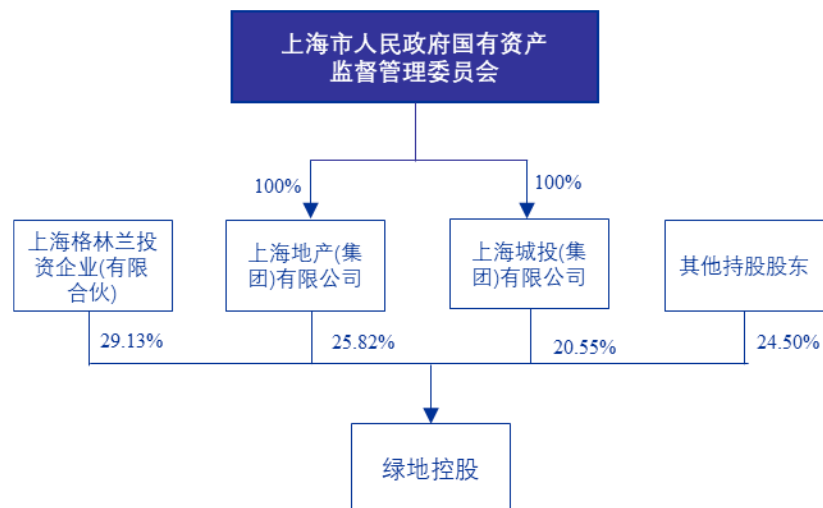 上海市人民政府国有资产
监督管理委员会
100%
100%
上海格林兰投
资企业(有限
合伙)
上海地产(集
团)有限公司
上海城投(集
团)有限公司
其他持股股东
29.13%
25.82%
20.55%
24.50%
绿地控股